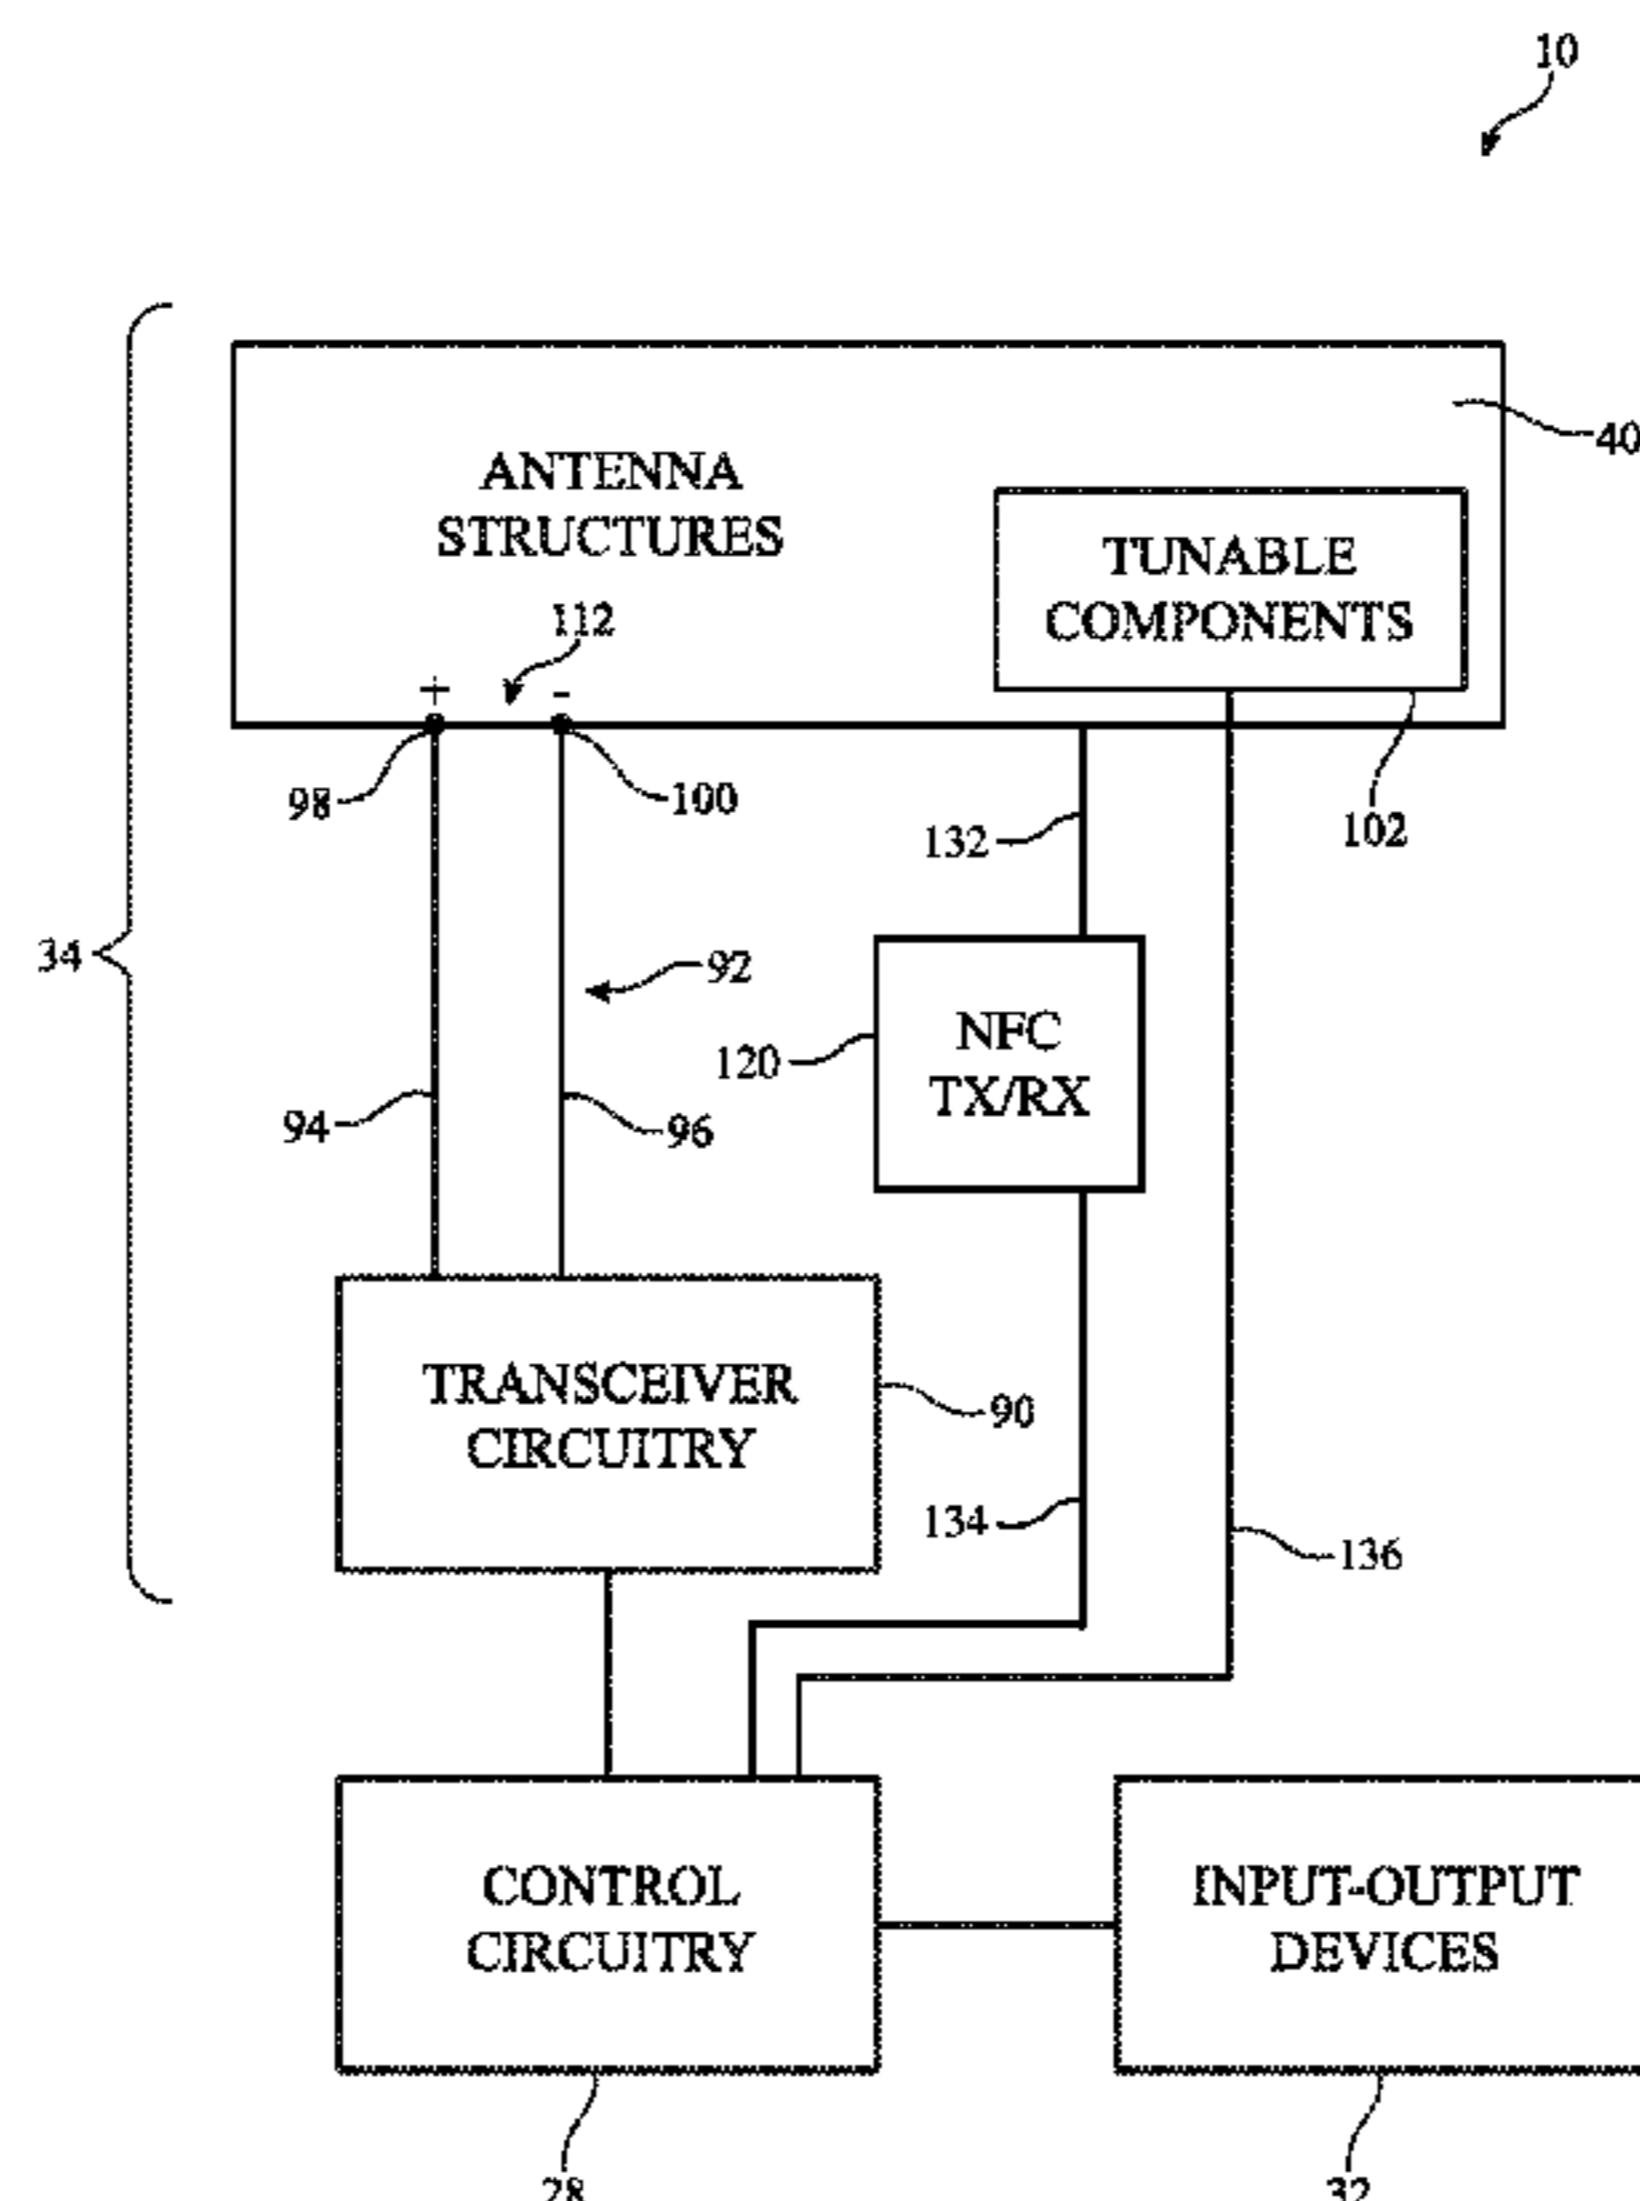 10
40
ANTENNA
STRUCTURES
TUNABLE
COMPONENTS
112
+
-
98
100
102
132
34
92
NFC
TX/RX
120
94
96
TRANSCEIVER
CIRCUITRY
90
134
136
CONTROL
CIRCUITRY
INPUT-OUTPUT
DEVICES
28
32